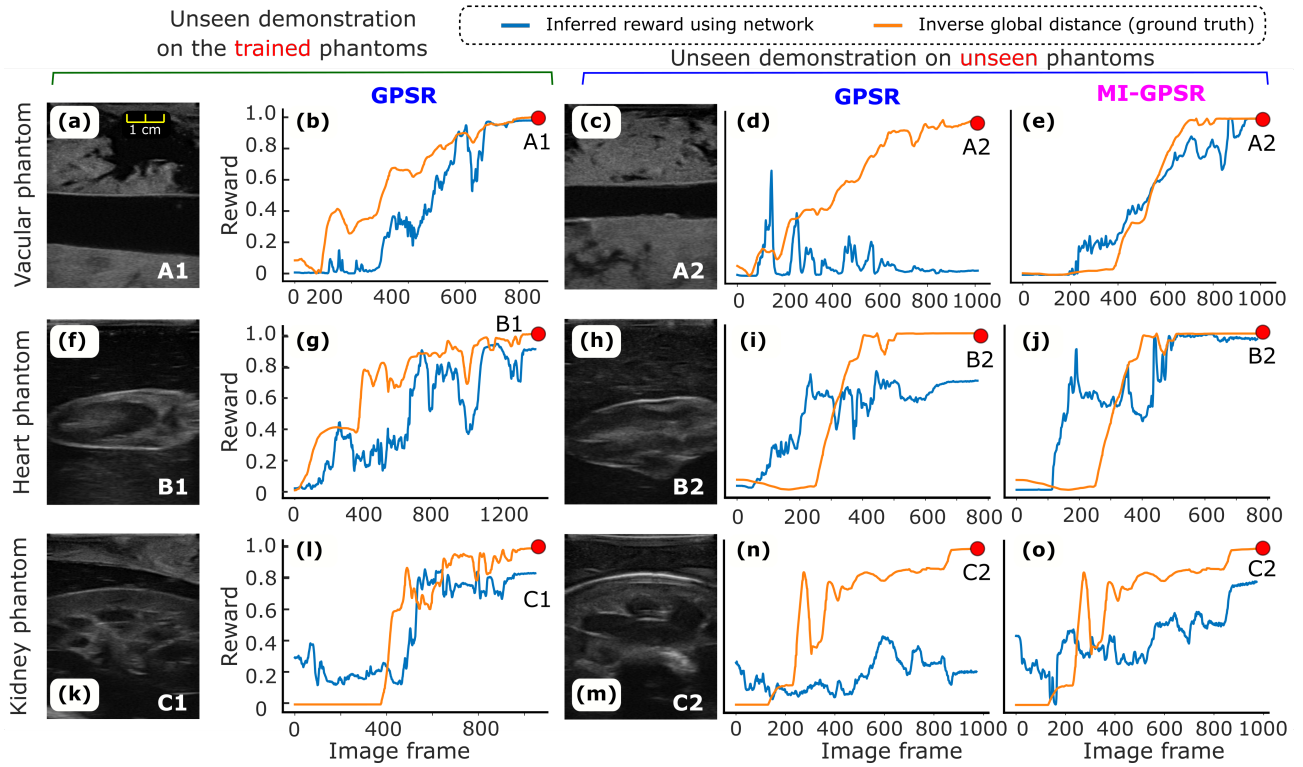 Unseen demonstration
on the trained phantoms
Inferred reward using network
Inverse global distance (ground truth)
Unseen demonstration on unseen phantoms
GPSR
GPSR
MI-GPSR
Vacular phantom
(a)
1 cm
A1
(b)
Reward
1.0
0.8
0.6
0.4
0.2
0
A1
0 200 400 600 800
(c)
A2
(d)
A2
0 200 400 600 800 1000
(e)
A2
0 200 400 600 800 1000
Heart phantom
(f)
B1
(g)
Reward
1.0
0.8
0.6
0.4
0.2
0
B1
0 400 800 1200
(h)
B2
(i)
B2
0 200 400 600 800
(j)
B2
0 200 400 600 800
Kidney phantom
(k)
C1
(l)
Reward
1.0
0.8
0.6
0.4
0.2
0
C1
0 200 400 800
Image frame
(m)
C2
(n)
C2
0 200 400 600 800 1000
Image frame
(o)
C2
0 200 400 600 800 1000
Image frame